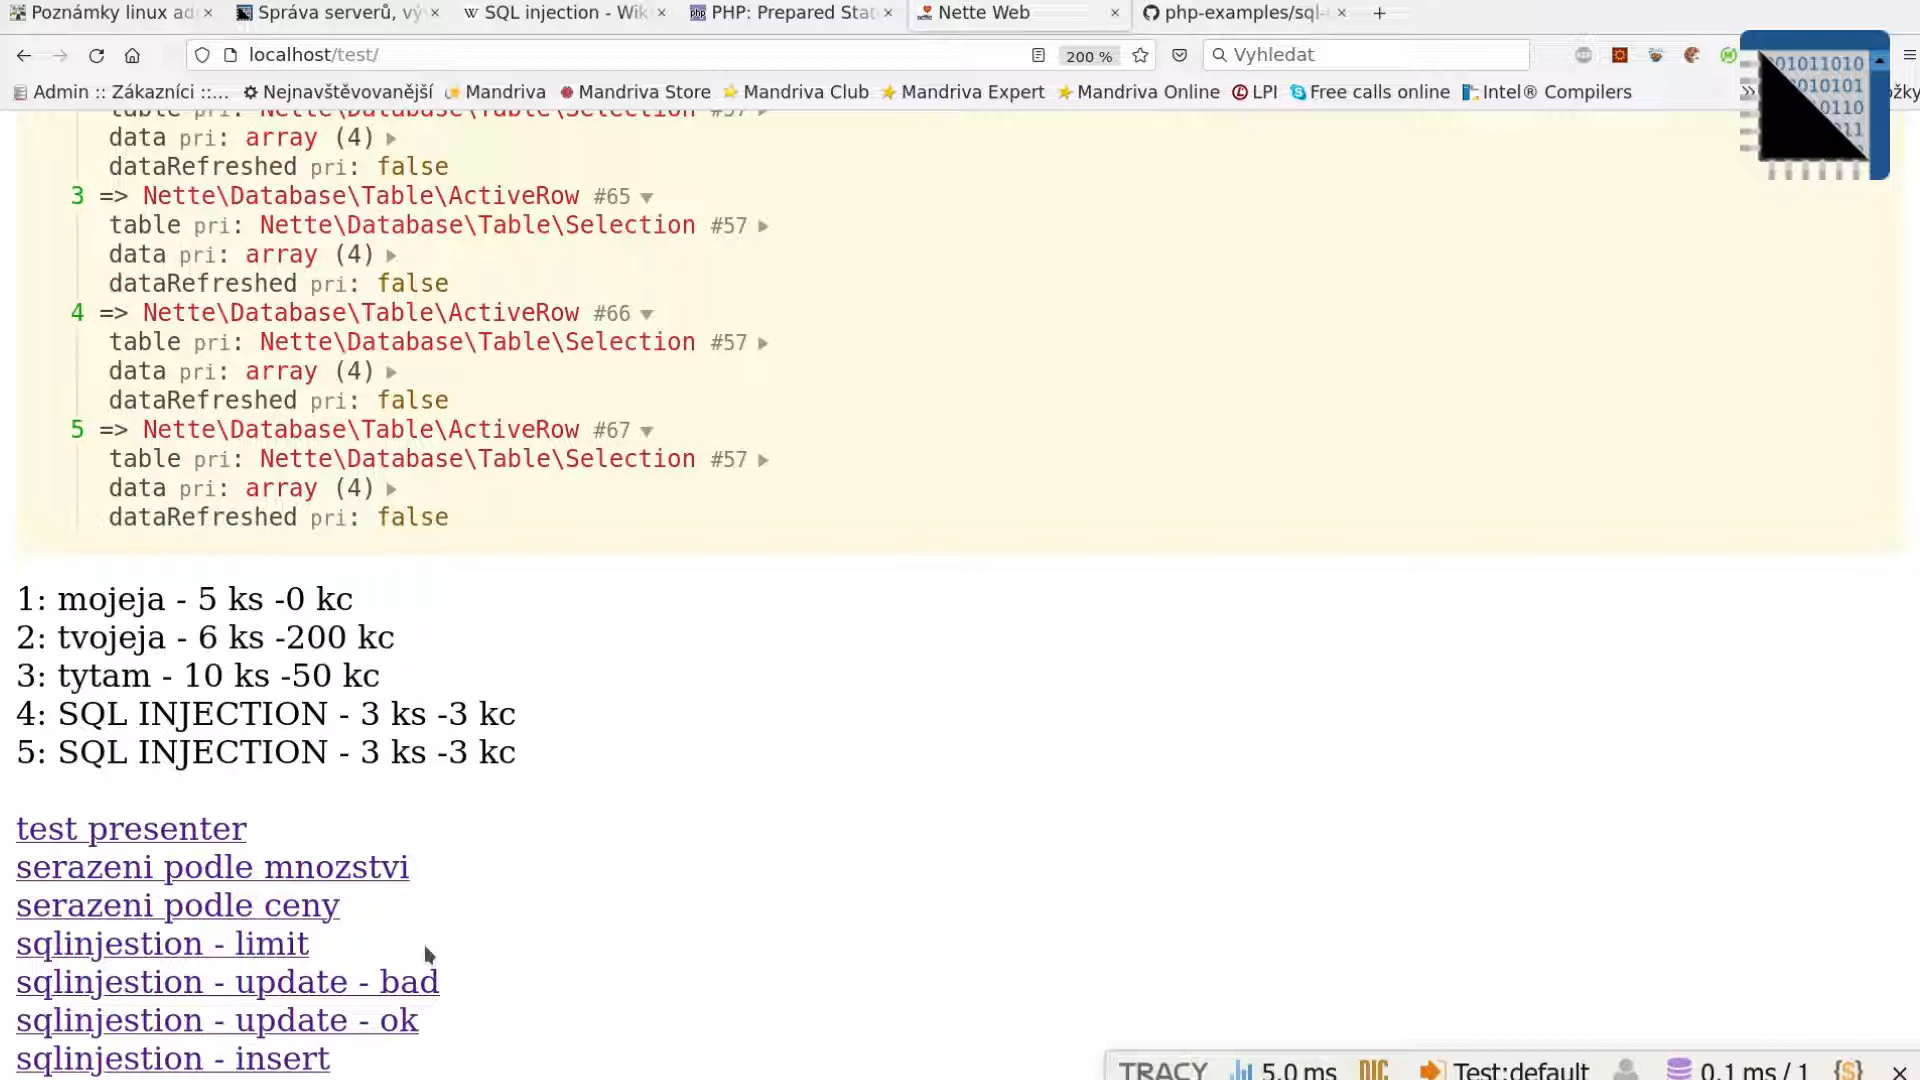 Poznámky linux ad
Správa serverů, vý
SQL injection - Wik
PHP: Prepared Stat
Nette Web
php-examples/sql-
localhost/test/
200 %
Vyhledat
Admin :: Zákazníci ::...
Nejnavštěvovanější
Mandriva
Mandriva Store
Mandriva Club
Mandriva Expert
Mandriva Online
LPI
Free calls online
Intel® Compilers
table pri: Nette\Database\Table\Selection #57
data pri: array (4)
dataRefreshed pri: false
3 => Nette\Database\Table\ActiveRow #65
table pri: Nette\Database\Table\Selection #57
data pri: array (4)
dataRefreshed pri: false
4 => Nette\Database\Table\ActiveRow #66
table pri: Nette\Database\Table\Selection #57
data pri: array (4)
dataRefreshed pri: false
5 => Nette\Database\Table\ActiveRow #67
table pri: Nette\Database\Table\Selection #57
data pri: array (4)
dataRefreshed pri: false
1: mojeja - 5 ks -0 kc
2: tvojeja - 6 ks -200 kc
3: tytam - 10 ks -50 kc
4: SQL INJECTION - 3 ks -3 kc
5: SQL INJECTION - 3 ks -3 kc
test presenter
serazeni podle mnozstvi
serazeni podle ceny
sqlinjestion - limit
sqlinjestion - update - bad
sqlinjestion - update - ok
sqlinjestion - insert
TRACY 5.0 ms DIC Test:default 0.1 ms / 1